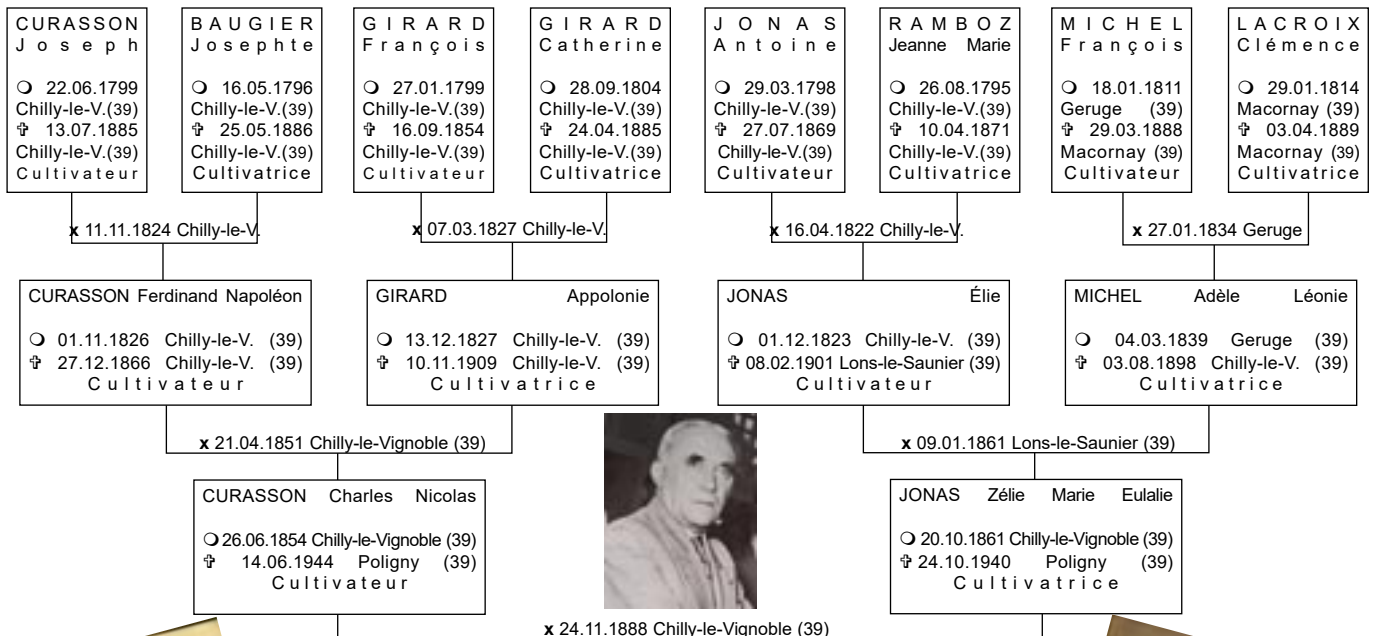 CURASSON
Joseph
❍ 22.06.1799
Chilly-le-V.(39)
✞ 13.07.1885
Chilly-le-V.(39)
Cultivateur
BAUGIER
Josephte
❍ 16.05.1796
Chilly-le-V.(39)
✞ 25.05.1886
Chilly-le-V.(39)
Cultivatrice
GIRARD
François
❍ 27.01.1799
Chilly-le-V.(39)
✞ 16.09.1854
Chilly-le-V.(39)
Cultivateur
GIRARD
Catherine
❍ 28.09.1804
Chilly-le-V.(39)
✞ 24.04.1885
Chilly-le-V.(39)
Cultivatrice
JONAS
Antoine
❍ 29.03.1798
Chilly-le-V.(39)
✞ 27.07.1869
Chilly-le-V.(39)
Cultivateur
RAMBOZ
Jeanne Marie
❍ 26.08.1795
Chilly-le-V.(39)
✞ 10.04.1871
Chilly-le-V.(39)
Cultivatrice
MICHEL
François
❍ 18.01.1811
Geruge (39)
✞ 29.03.1888
Macornay (39)
Cultivateur
LACROIX
Clémence
❍ 29.01.1814
Macornay (39)
✞ 03.04.1889
Macornay (39)
Cultivatrice
x 11.11.1824 Chilly-le-V.
x 07.03.1827 Chilly-le-V.
x 16.04.1822 Chilly-le-V.
x 27.01.1834 Geruge
CURASSON Ferdinand Napoléon
❍ 01.11.1826 Chilly-le-V. (39)
✞ 27.12.1866 Chilly-le-V. (39)
Cultivateur
GIRARD Appolonie
❍ 13.12.1827 Chilly-le-V. (39)
✞ 10.11.1909 Chilly-le-V. (39)
Cultivatrice
JONAS Élie
❍ 01.12.1823 Chilly-le-V. (39)
✞ 08.02.1901 Lons-le-Saunier (39)
Cultivateur
MICHEL Adèle Léonie
❍ 04.03.1839 Geruge (39)
✞ 03.08.1898 Chilly-le-V. (39)
Cultivatrice
x 21.04.1851 Chilly-le-Vignoble (39)
x 09.01.1861 Lons-le-Saunier (39)
CURASSON Charles Nicolas
❍ 26.06.1854 Chilly-le-Vignoble (39)
✞ 14.06.1944 Poligny (39)
Cultivateur
JONAS Zélie Marie Eulalie
❍ 20.10.1861 Chilly-le-Vignoble (39)
✞ 24.10.1940 Poligny (39)
Cultivatrice
x 24.11.1888 Chilly-le-Vignoble (39)